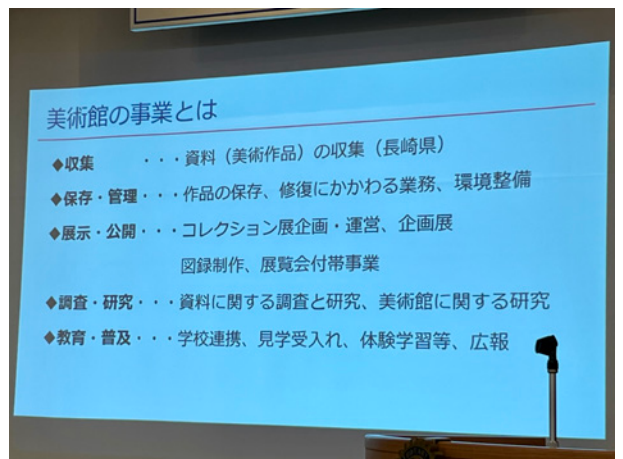 美術館の事業とは
◆収集　　・・・資料（美術作品）の収集（長崎県）
◆保存・管理・・・作品の保存、修復にかかわる業務、環境整備
◆展示・公開・・・コレクション展企画・運営、企画展
図録制作、展覧会付帯事業
◆調査・研究・・・資料に関する調査と研究、美術館に関する研究
◆教育・普及・・・学校連携、見学受入れ、体験学習等、広報